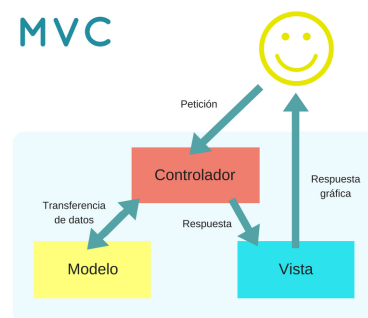 MVC
Petición
Controlador
Transferencia
de datos
Respuesta
Respuesta
gráfica
Modelo
Vista